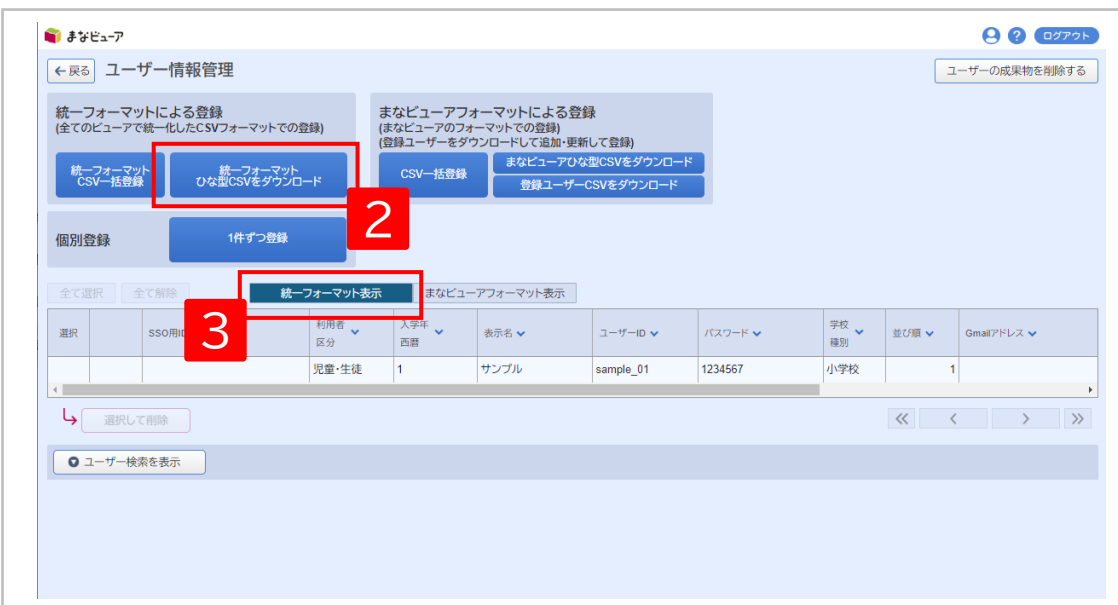 まなビューア
? ログアウト
←戻る ユーザー情報管理 ユーザーの成果物を削除する
統一フォーマットによる登録
(全てのビューアで統一化したCSVフォーマットでの登録)
統一フォーマット
CSV一括登録
統一フォーマット
ひな型CSVをダウンロード
まなビューアフォーマットによる登録
(まなビューアのフォーマットでの登録)
(登録ユーザーをダウンロードして追加・更新して登録)
CSV一括登録
まなビューアひな型CSVをダウンロード
登録ユーザーCSVをダウンロード
2
個別登録 1件ずつ登録
全て選択 全て解除 統一フォーマット表示 まなビューアフォーマット表示
3
選択 SSO用ID 利用者区分 入学年西暦 表示名 ユーザーID パスワード 学校種別 並び順 Gmailアドレス
児童・生徒 1 サンプル sample_01 1234567 小学校 1
選択して削除
ユーザー検索を表示